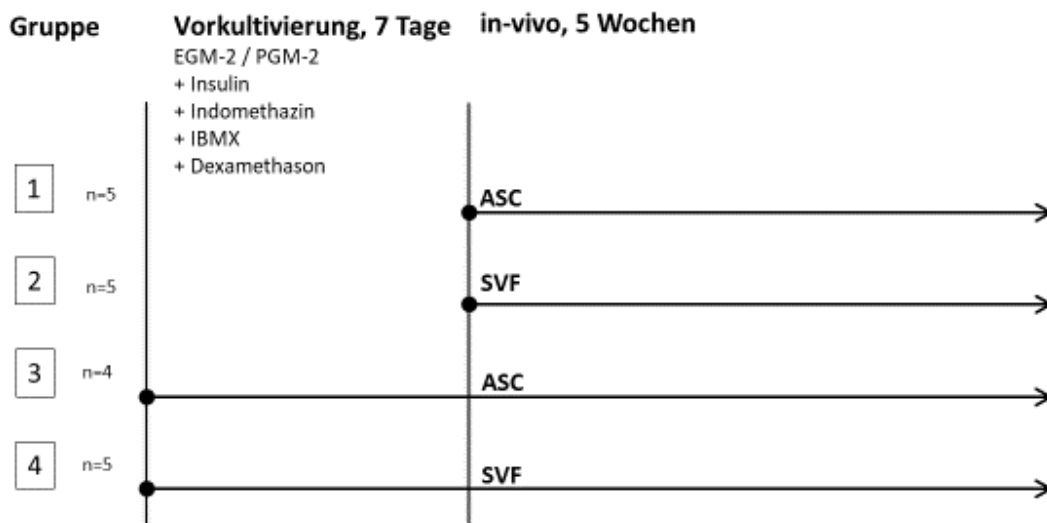 Gruppe
Vorkultivierung, 7 Tage
in-vivo, 5 Wochen
EGM-2 / PGM-2
+ Insulin
+ Indomethazin
+ IBMX
+ Dexamethason
1 n=5
ASC
2 n=5
SVF
3 n=4
ASC
4 n=5
SVF